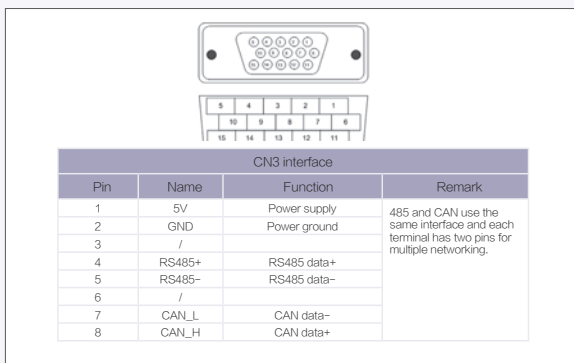 5 4 3 2 1
10 9 8 7 6
15 14 13 12 11
CN3 interface
Pin Name Function Remark
1 5V Power supply
2 GND Power ground
3 /
4 RS485+ RS485 data+
5 RS485- RS485 data-
6 /
7 CAN_L CAN data-
8 CAN_H CAN data+
485 and CAN use the
same interface and each
terminal has two pins for
multiple networking.